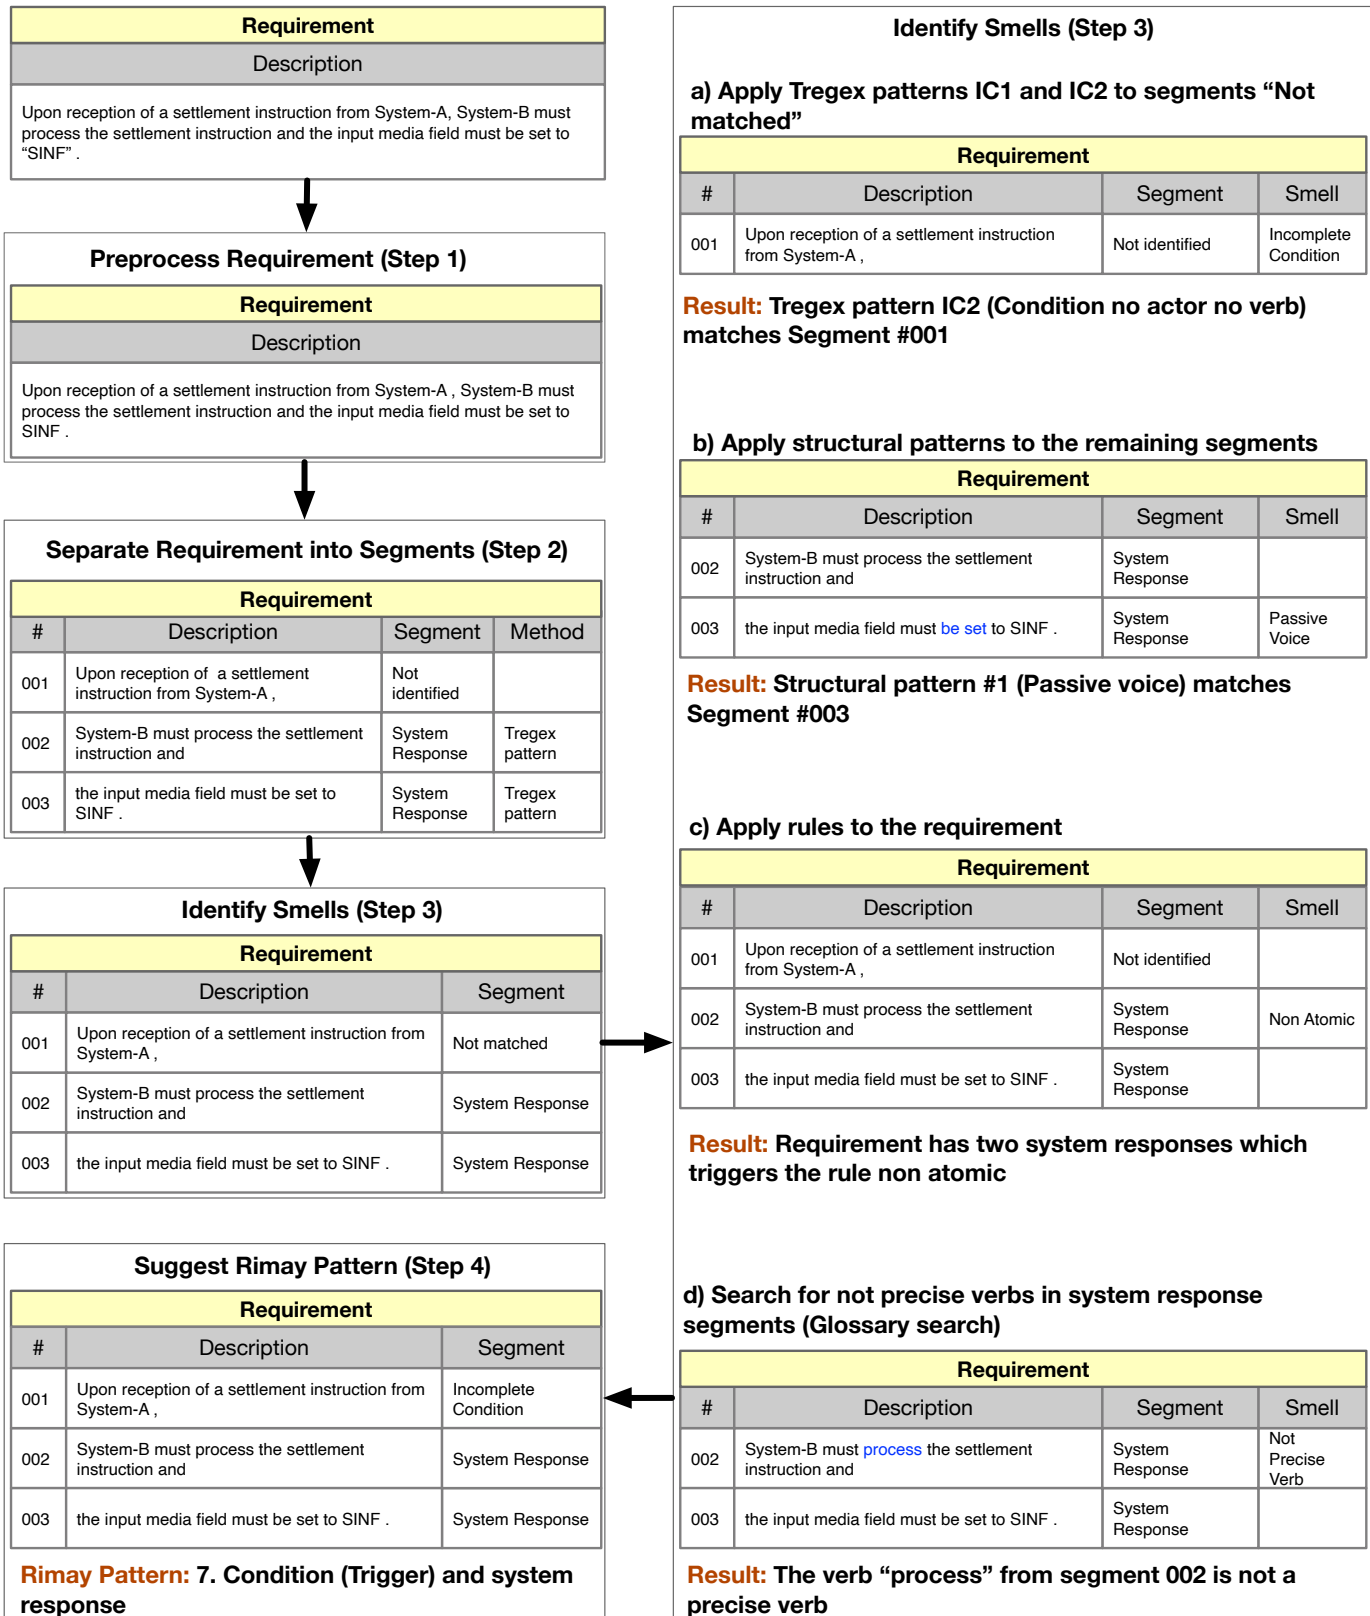 Requirement
Description
Upon reception of a settlement instruction from System-A, System-B must
process the settlement instruction and the input media field must be set to
“SINF” .
Preprocess Requirement (Step 1)
Requirement
Description
Upon reception of a settlement instruction from System-A , System-B must
process the settlement instruction and the input media field must be set to
SINF .
Separate Requirement into Segments (Step 2)
Requirement
# Description Segment Method
001 Upon reception of  a settlement instruction from System-A , Not identified
002 System-B must process the settlement instruction and System Response Tregex pattern
003 the input media field must be set to SINF . System Response Tregex pattern
Identify Smells (Step 3)
Requirement
# Description Segment
001 Upon reception of a settlement instruction from System-A , Not matched
002 System-B must process the settlement instruction and System Response
003 the input media field must be set to SINF . System Response
Identify Smells (Step 3)
a) Apply Tregex patterns IC1 and IC2 to segments “Not
matched”
Requirement
# Description Segment Smell
001 Upon reception of a settlement instruction from System-A , Not identified Incomplete Condition
Result: Tregex pattern IC2 (Condition no actor no verb)
matches Segment #001
b) Apply structural patterns to the remaining segments
Requirement
# Description Segment Smell
002 System-B must process the settlement instruction and System Response
003 the input media field must be set to SINF . System Response Passive Voice
Result: Structural pattern #1 (Passive voice) matches
Segment #003
c) Apply rules to the requirement
Requirement
# Description Segment Smell
001 Upon reception of a settlement instruction from System-A , Not identified
002 System-B must process the settlement instruction and System Response Non Atomic
003 the input media field must be set to SINF . System Response
Result: Requirement has two system responses which
triggers the rule non atomic
d) Search for not precise verbs in system response
segments (Glossary search)
Requirement
# Description Segment Smell
002 System-B must process the settlement instruction and System Response Not Precise Verb
003 the input media field must be set to SINF . System Response
Result: The verb “process” from segment 002 is not a
precise verb
Suggest Rimay Pattern (Step 4)
Requirement
# Description Segment
001 Upon reception of a settlement instruction from System-A , Incomplete Condition
002 System-B must process the settlement instruction and System Response
003 the input media field must be set to SINF . System Response
Rimay Pattern: 7. Condition (Trigger) and system
response